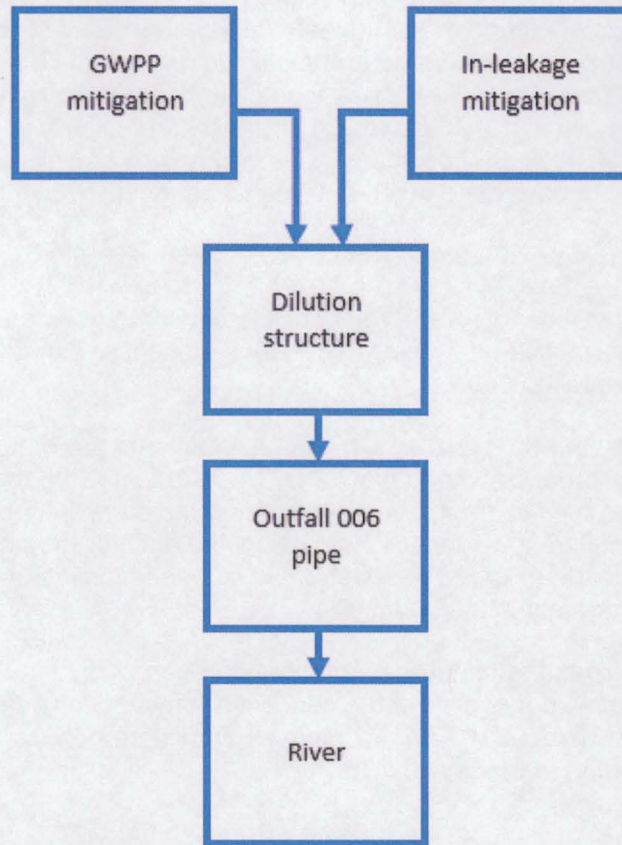 GWPP
mitigation
In-leakage
mitigation
Dilution
structure
Outfall 006
pipe
River